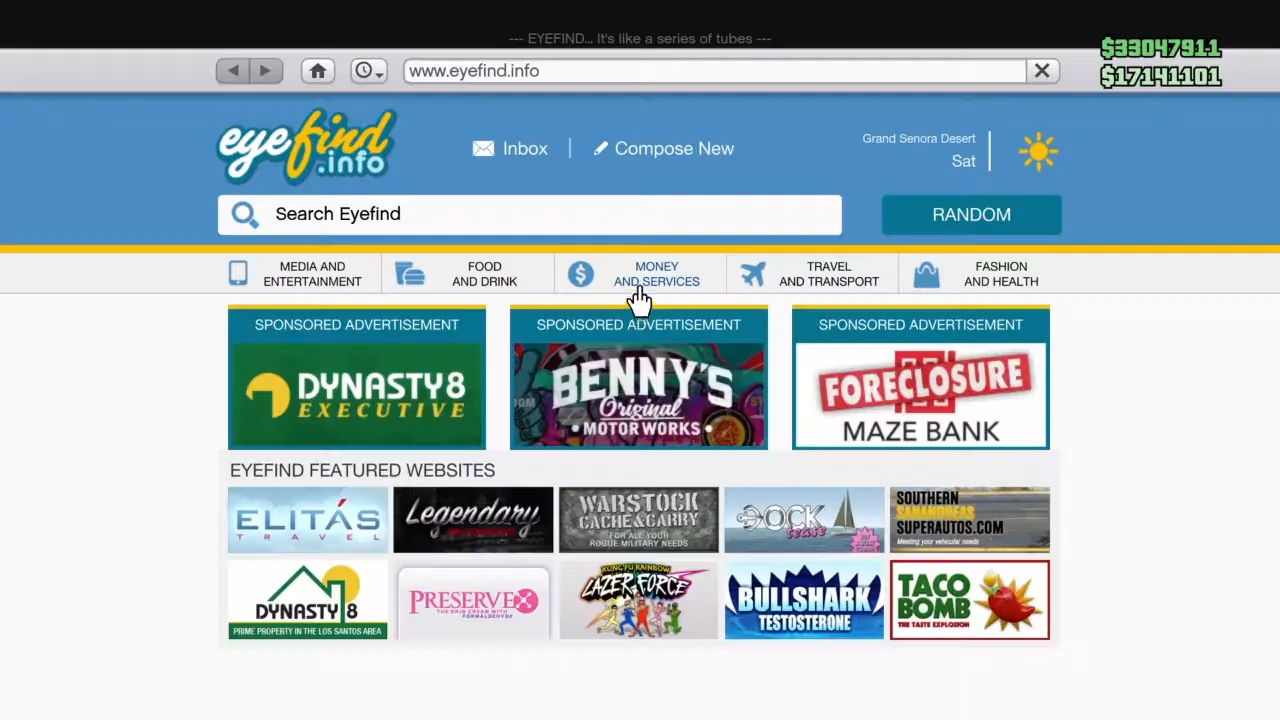 --- EYEFIND... It's like a series of tubes ---
$33047911
$17141101
www.eyefind.info
eyefind
.info
Inbox
Compose New
Grand Senora Desert
Sat
Search Eyefind
RANDOM
MEDIA AND
ENTERTAINMENT
FOOD
AND DRINK
MONEY
AND SERVICES
TRAVEL
AND TRANSPORT
FASHION
AND HEALTH
SPONSORED ADVERTISEMENT
SPONSORED ADVERTISEMENT
SPONSORED ADVERTISEMENT
DYNASTY8
EXECUTIVE
BENNY'S
Original
MOTORWORKS
FORECLOSURE
MAZE BANK
EYEFIND FEATURED WEBSITES
ELITÁS
TRAVEL
Legendary
WARSTOCK
CACHE&CARRY
FOR ALL YOUR
ROGUE MILITARY NEEDS
DOCK
tease
SOUTHERN
SANANDREAS
SUPERAUTOS.COM
Meeting your vehicular needs
DYNASTY 8
PRIME PROPERTY IN THE LOS SANTOS AREA
PRESERVEX
THE SKIN CREAM WITH
FORMALDEHYDE
KUNG FU RAINBOW
LAZER FORCE
BULLSHARK
TESTOSTERONE
TACO
BOMB
THE TASTE EXPLOSION